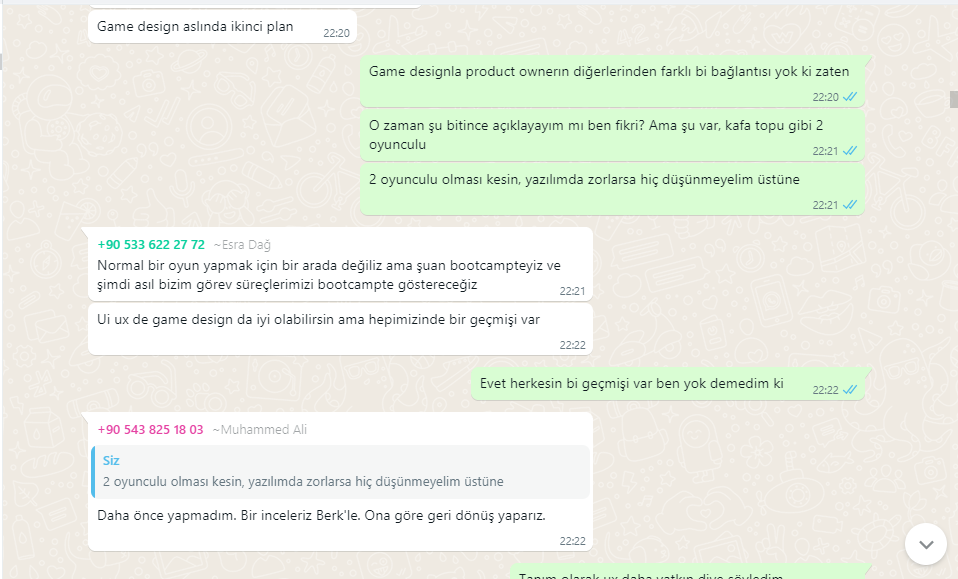 Game design aslında ikinci plan
22:20
Game designla product ownerın diğerlerinden farklı bi bağlantısı yok ki zaten
22:20
O zaman şu bitince açıklayayım mı ben fikri? Ama şu var, kafa topu gibi 2
oyunculu
22:21
2 oyunculu olması kesin, yazılımda zorlarsa hiç düşünmeyelim üstüne
22:21
+90 533 622 27 72 ~Esra Dağ
Normal bir oyun yapmak için bir arada değiliz ama şuan bootcampteyiz ve
şimdi asıl bizim görev süreçlerimizi bootcampte göstereceğiz
22:21
Ui ux de game design da iyi olabilirsin ama hepimizinde bir geçmişi var
22:22
Evet herkesin bi geçmişi var ben yok demedim ki
22:22
+90 543 825 18 03 ~Muhammed Ali
Siz
2 oyunculu olması kesin, yazılımda zorlarsa hiç düşünmeyelim üstüne
Daha önce yapmadım. Bir inceleriz Berk'le. Ona göre geri dönüş yaparız.
22:22
Tanım olarak ux daha yatkın diye söyledim